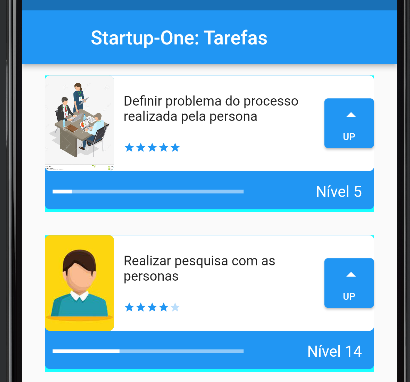 Startup-One: Tarefas
Definir problema do processo
realizada pela persona
UP
Nível 5
Realizar pesquisa com as
personas
UP
Nível 14